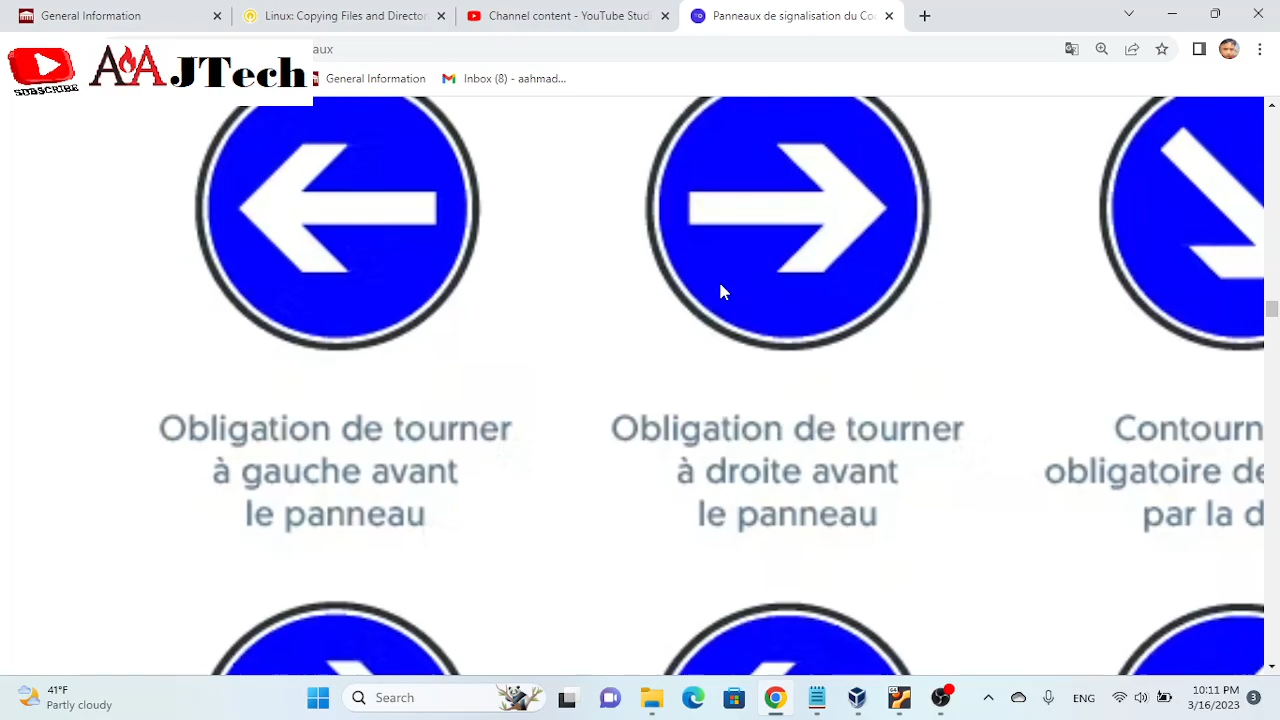 General Information
Linux: Copying Files and Director
Channel content - YouTube Studi
Panneaux de signalisation du Cod
SUBSCRIBE
AAAJTech
aux
General Information
Inbox (8) - aahmad...
Obligation de tourner
à gauche avant
le panneau
Obligation de tourner
à droite avant
le panneau
Contourn
obligatoire de
par la d
41°F
Partly cloudy
Search
ENG
10:11 PM
3/16/2023
3